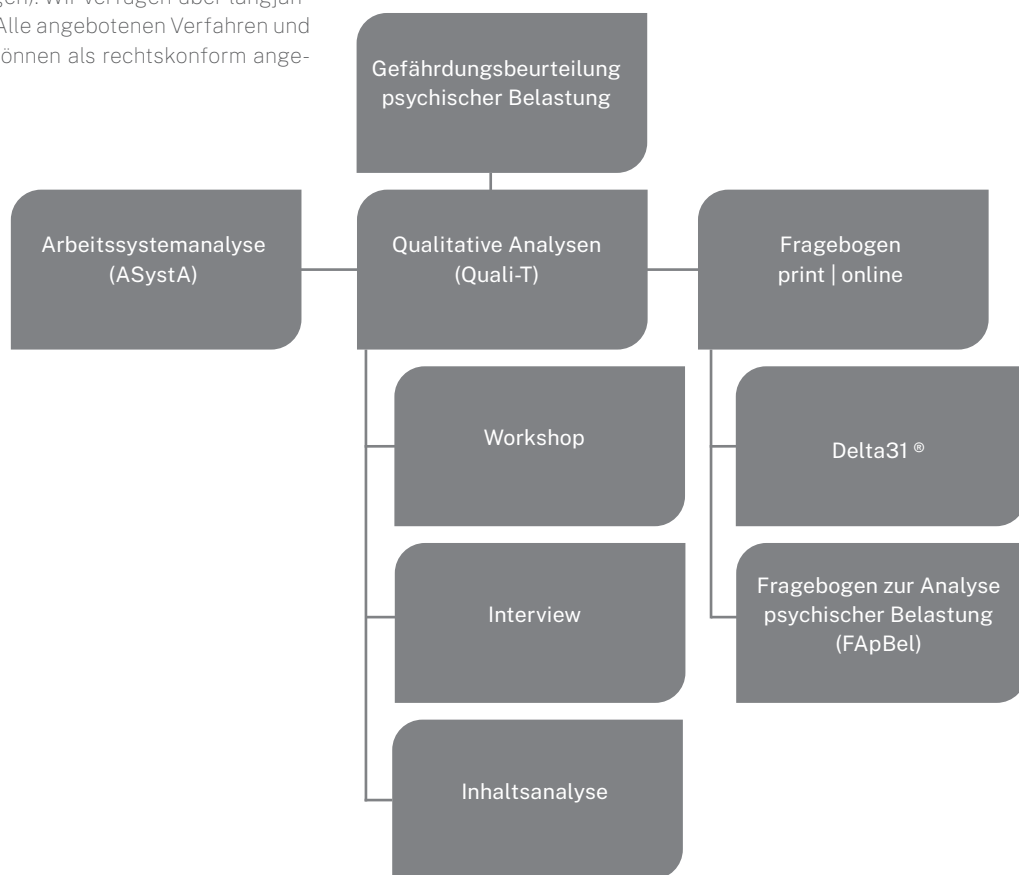 gen). Wir verfügen über langjäh-
Alle angebotenen Verfahren und
önnen als rechtskonform ange-
Gefährdungsbeurteilung
psychischer Belastung
Arbeitssystemanalyse
(ASystA)
Qualitative Analysen
(Quali-T)
Fragebogen
print | online
Workshop
Delta31 ®
Interview
Fragebogen zur Analyse
psychischer Belastung
(FApBel)
Inhaltsanalyse